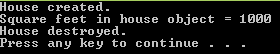 House created.
Square feet in house object = 1000
House destroyed.
Press any key to continue . . .